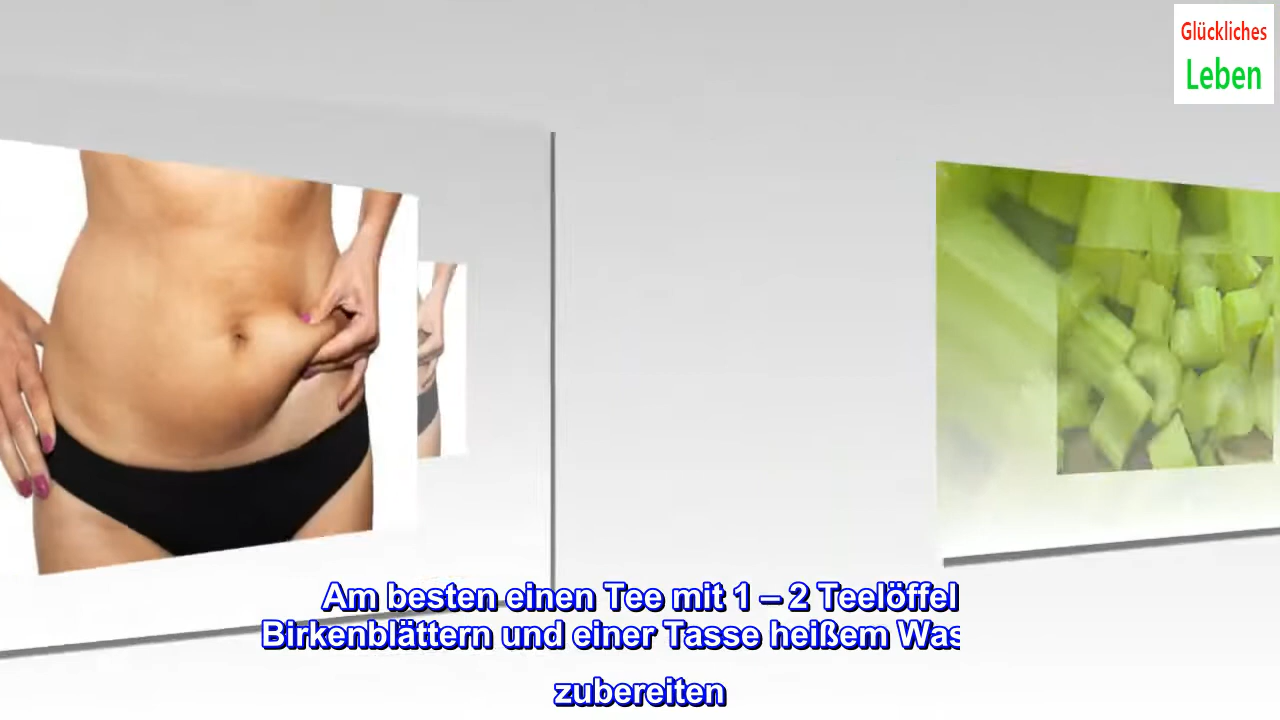 Glückliches
Leben
Am besten einen Tee mit 1 – 2 Teelöffel
Birkenblättern und einer Tasse heißem Was
zubereiten